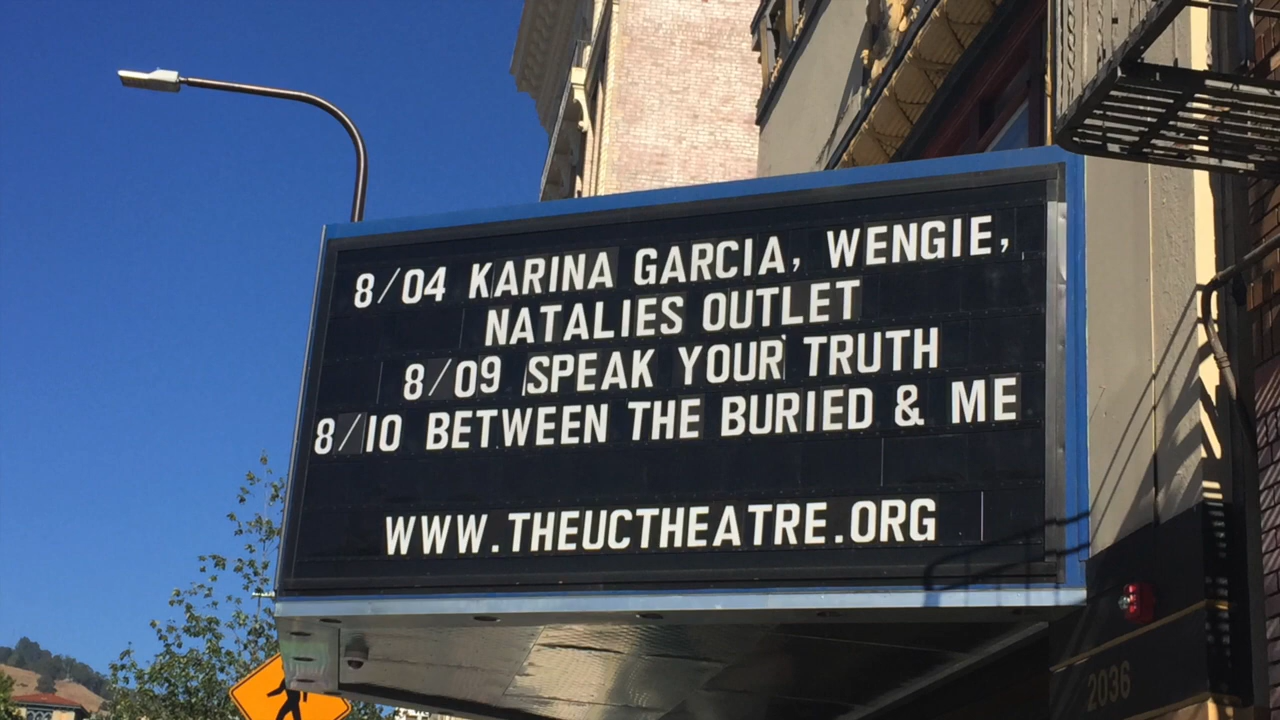 8/04 KARINA GARCIA, WENGIE,
NATALIES OUTLET
8/09 SPEAK YOUR TRUTH
8/10 BETWEEN THE BURIED & ME
WWW.THEUCTHEATRE.ORG
2036